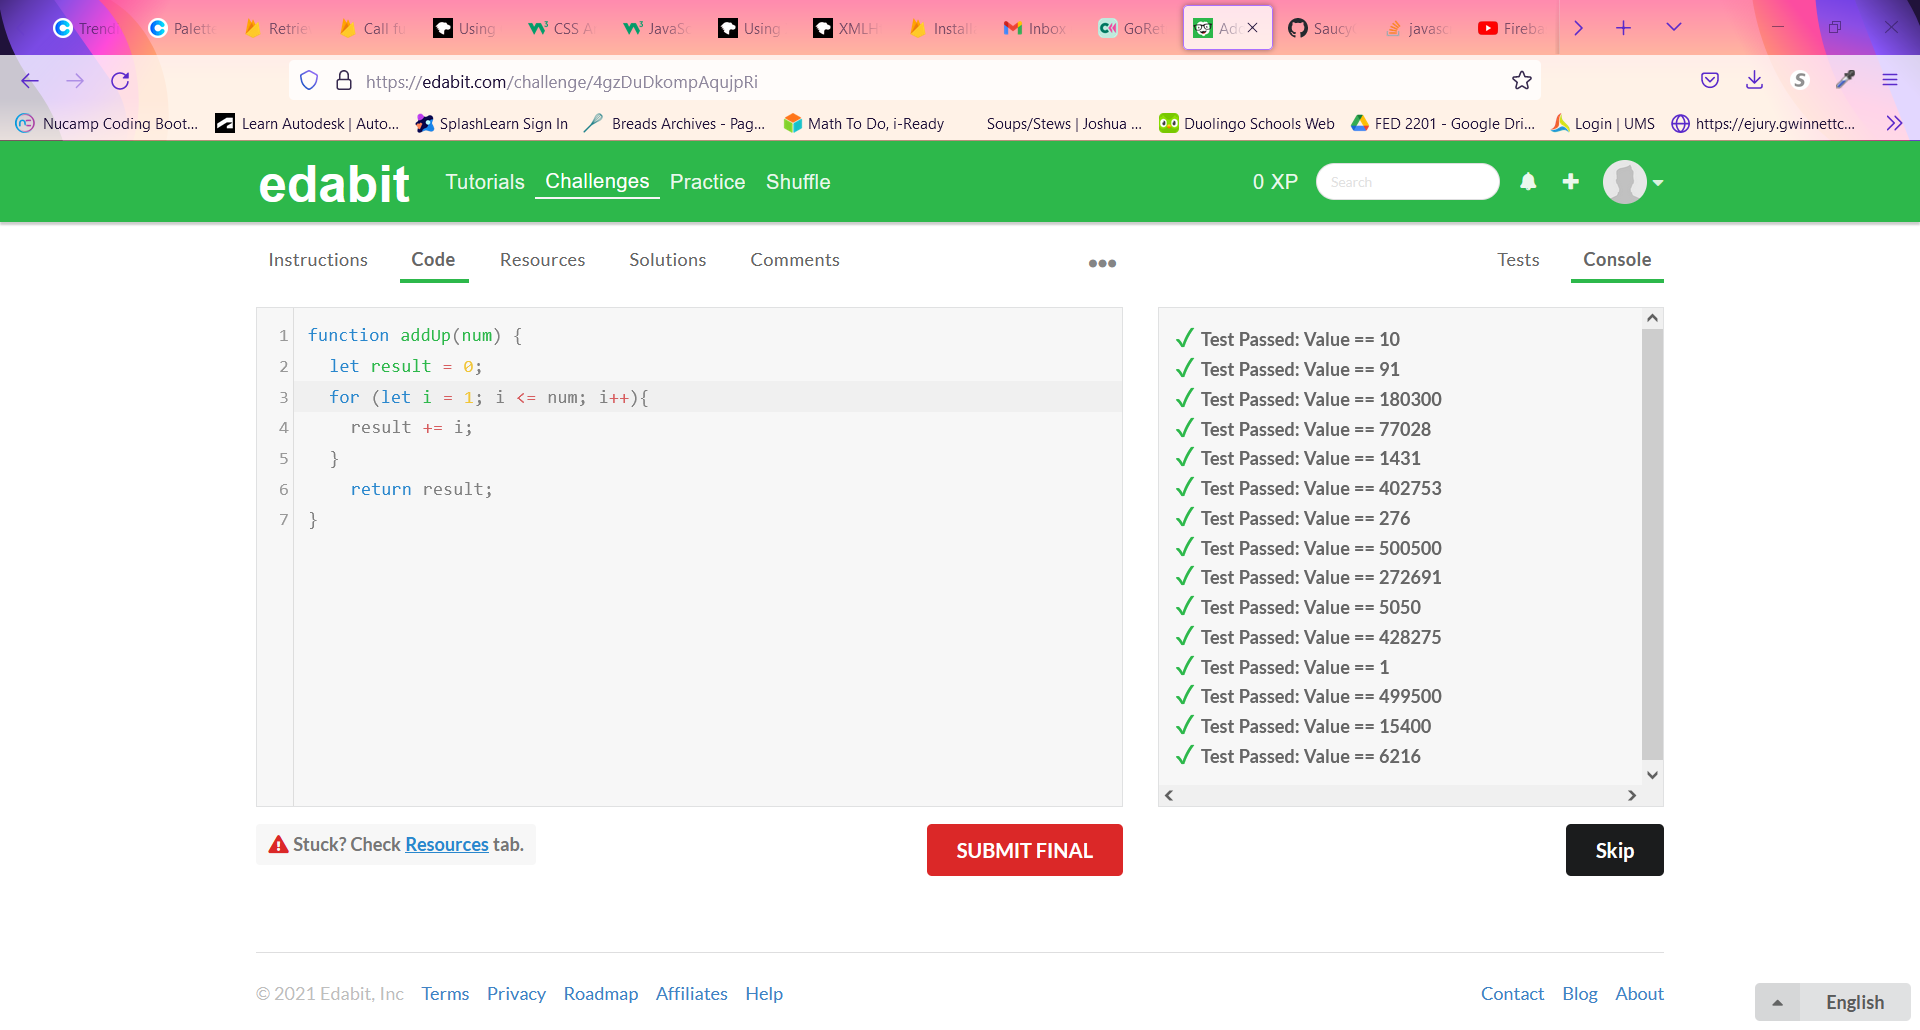 Trend Palett Retrie Call fu Using CSS A JavaSc Using XMLH Install Inbox GoRet Add Saucy javasc Fireba
https://edabit.com/challenge/4gzDuDkompAqujpRi
Nucamp Coding Boot... Learn Autodesk | Auto... SplashLearn Sign In Breads Archives - Pag... Math To Do, i-Ready Soups/Stews | Joshua ... Duolingo Schools Web FED 2201 - Google Dri... Login | UMS https://ejury.gwinnettc...
edabit Tutorials Challenges Practice Shuffle 0 XP Search
Instructions Code Resources Solutions Comments Tests Console
1 function addUp(num) {
2 let result = 0;
3 for (let i = 1; i <= num; i++){
4 result += i;
5 }
6 return result;
7 }
Test Passed: Value == 10
Test Passed: Value == 91
Test Passed: Value == 180300
Test Passed: Value == 77028
Test Passed: Value == 1431
Test Passed: Value == 402753
Test Passed: Value == 276
Test Passed: Value == 500500
Test Passed: Value == 272691
Test Passed: Value == 5050
Test Passed: Value == 428275
Test Passed: Value == 1
Test Passed: Value == 499500
Test Passed: Value == 15400
Test Passed: Value == 6216
Stuck? Check Resources tab. SUBMIT FINAL Skip
© 2021 Edabit, Inc Terms Privacy Roadmap Affiliates Help Contact Blog About
English